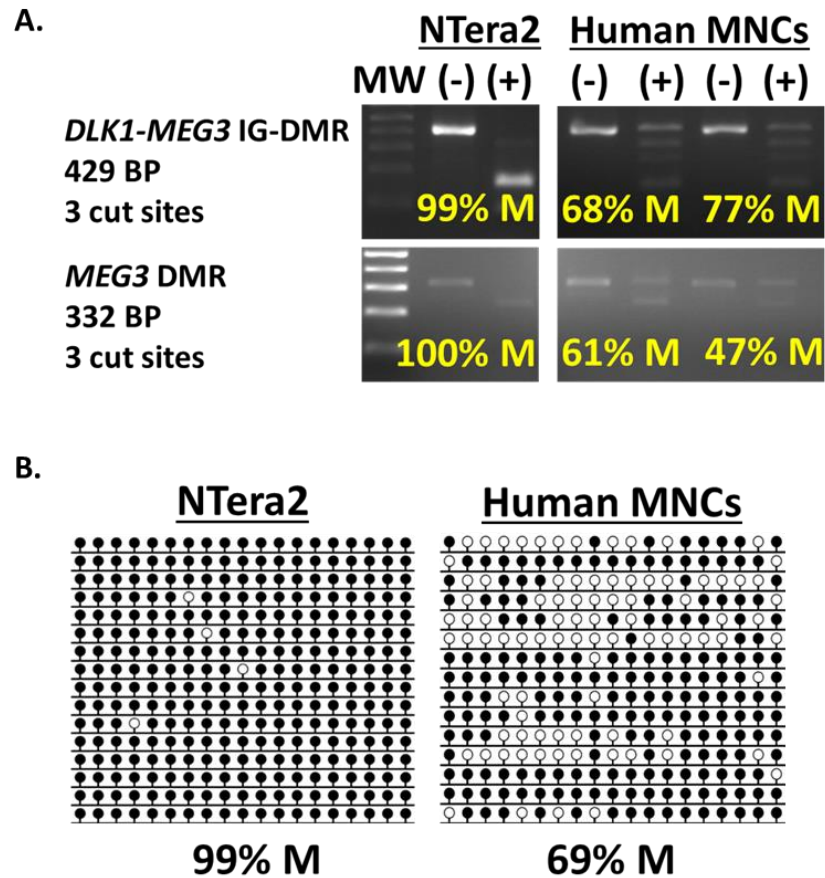 A.
NTera2 Human MNCs
MW (-) (+) (-) (+) (-) (+)
DLK1-MEG3 IG-DMR
429 BP
3 cut sites
99% M 68% M 77% M
MEG3 DMR
332 BP
3 cut sites
100% M 61% M 47% M
B.
NTera2 Human MNCs
99% M 69% M